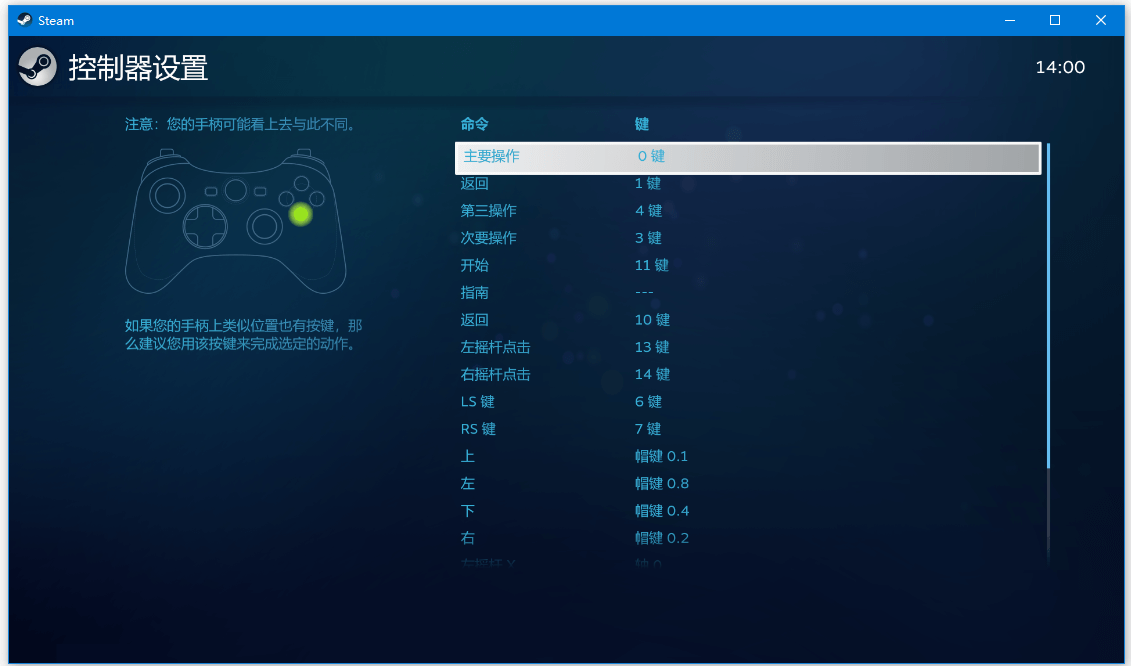 Steam
控制器设置
14:00
注意：您的手柄可能看上去与此不同。
命令 键
主要操作 0 键
返回 1 键
第三操作 4 键
次要操作 3 键
开始 11 键
指南 ---
返回 10 键
左摇杆点击 13 键
右摇杆点击 14 键
LS 键 6 键
RS 键 7 键
上 帽键 0.1
左 帽键 0.8
下 帽键 0.4
右 帽键 0.2
左摇杆 X 轴 0
如果您的手柄上类似位置也有按键，那
么建议您用该按键来完成选定的动作。